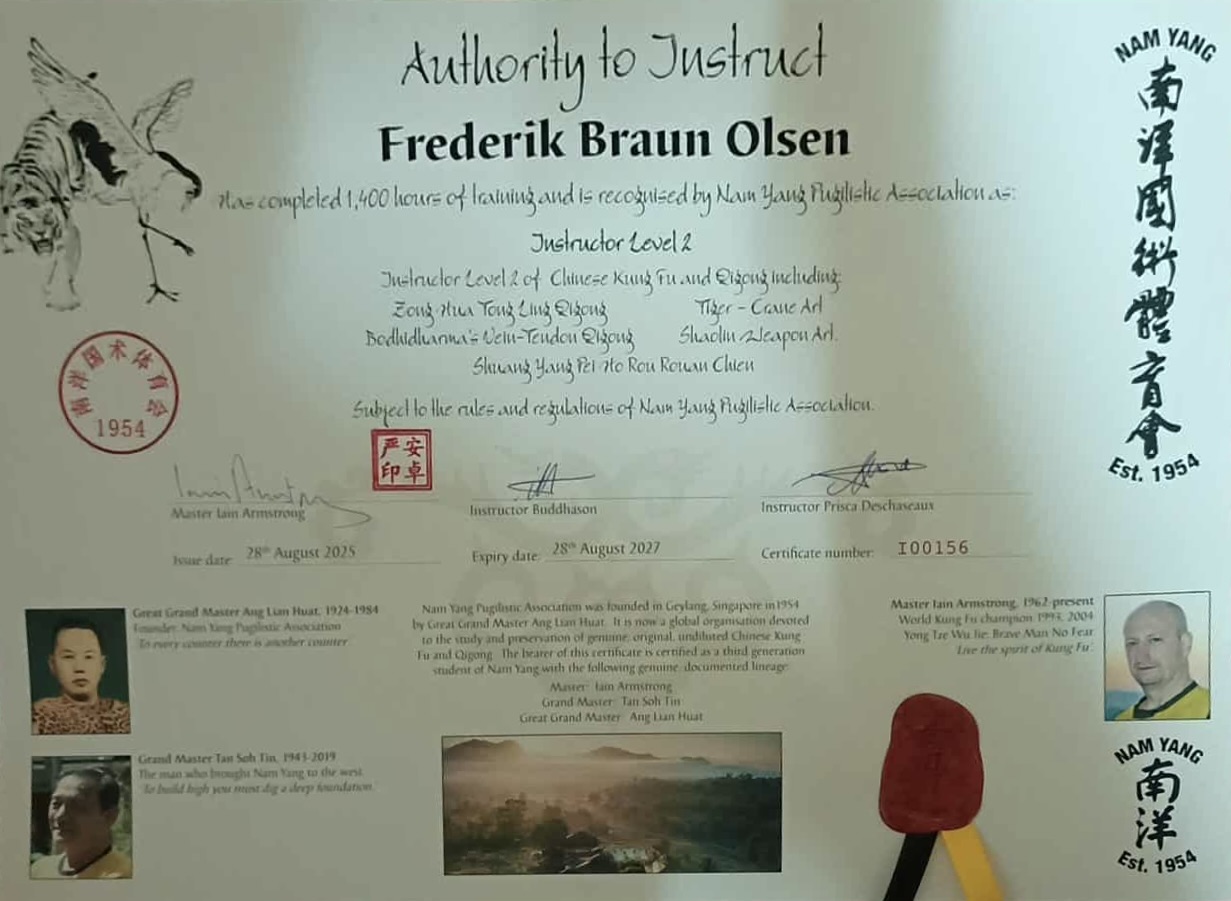 Authority to Instruct
Frederik Braun Olsen
Has completed 1,400 hours of training and is recognised by Nam Yang Pugilistic Association as:
Instructor Level 2
Instructor Level 2 of Chinese Kung Fu and Qigong including:
Zong Hua Tong Ling Qigong
Tiger - Crane Art
Bodhidharma's Vein-Tendon Qigong
Shaolin Weapon Art.
Shuang Yang Pei Ho Rou Rouan Chien
Subject to the rules and regulations of Nam Yang Pugilistic Association.
南洋国术体育会
1954
严安
印卓
Master Iain Armstrong
Instructor Buddhason
Instructor Prisca Deschaseaux
Issue date: 28th August 2025
Expiry date: 28th August 2027
Certificate number: I00156
NAM YANG
南洋國術體育會
Est. 1954
Great Grand Master Ang Lian Huat, 1924-1984
Founder: Nam Yang Pugilistic Association
'To every counter there is another counter'
Grand Master Tan Soh Tin, 1943-2019
The man who brought Nam Yang to the west.
'To build high you must dig a deep foundation.'
Nam Yang Pugilistic Association was founded in Geylang, Singapore in 1954
by Great Grand Master Ang Lian Huat. It is now a global organisation devoted
to the study and preservation of genuine, original, undiluted Chinese Kung
Fu and Qigong. The bearer of this certificate is certified as a third generation
student of Nam Yang with the following genuine, documented lineage:
Master: Iain Armstrong
Grand Master: Tan Soh Tin
Great Grand Master: Ang Lian Huat
Master Iain Armstrong, 1962-present
World Kung Fu champion 1993, 2004
Yong Tze Wu Jie: Brave Man No Fear
'Live the spirit of Kung Fu'.
NAM YANG
南洋
Est. 1954